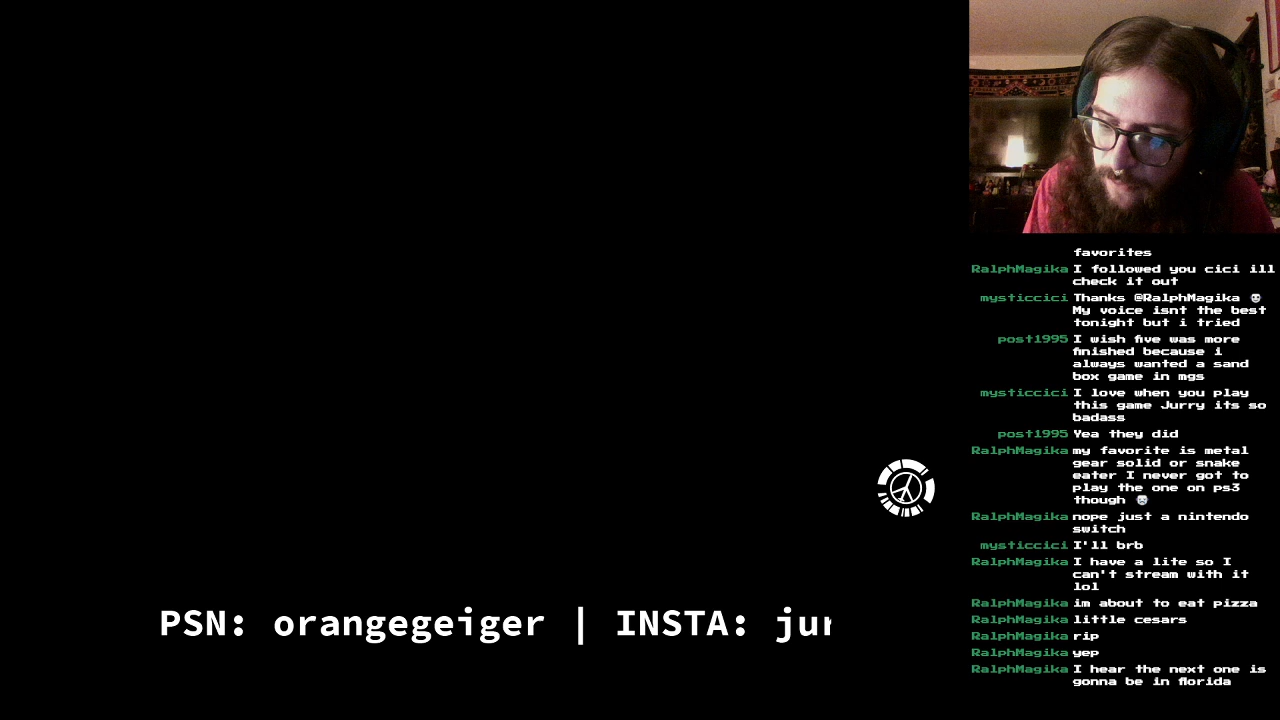 favorites
RalphMagika I followed you cici ill
check it out
mysticcici Thanks @RalphMagika
My voice isnt the best
tonight but i tried
post1995 I wish five was more
finished because i
always wanted a sand
box game in mgs
mysticcici I love when you play
this game Jurry its so
badass
post1995 Yea they did
RalphMagika my favorite is metal
gear solid or snake
eater I never got to
play the one on ps3
though
RalphMagika nope just a nintendo
switch
mysticcici I'll brb
RalphMagika I have a lite so I
can't stream with it
lol
RalphMagika im about to eat pizza
RalphMagika little cesars
RalphMagika rip
RalphMagika yep
RalphMagika I hear the next one is
gonna be in florida
PSN: orangegeiger | INSTA: jur